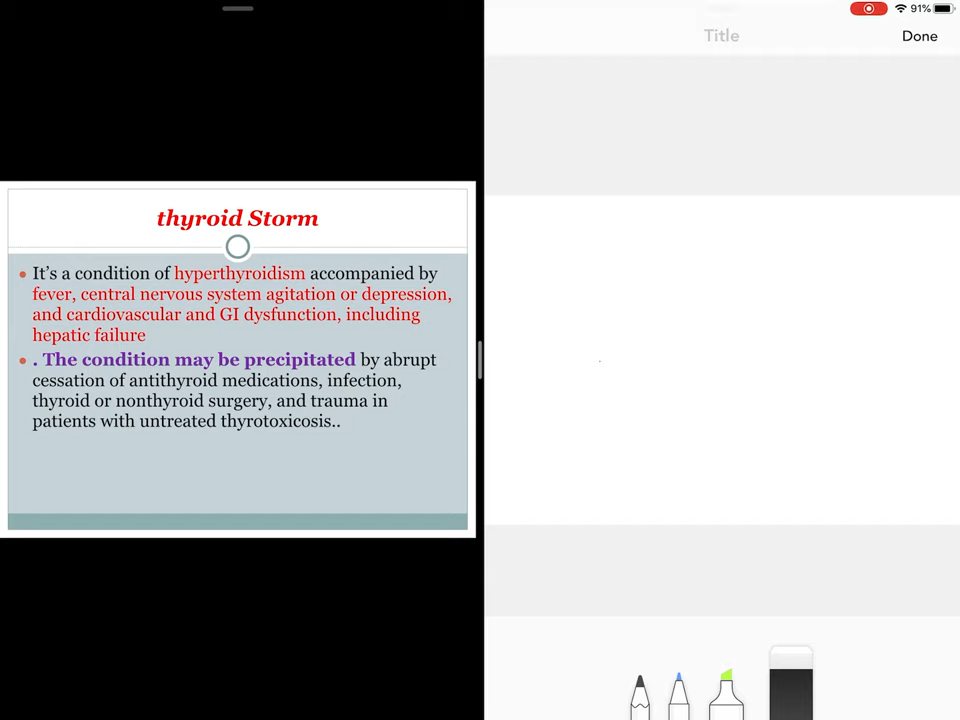 91%
Title
Done
thyroid Storm
It’s a condition of hyperthyroidism accompanied by
fever, central nervous system agitation or depression,
and cardiovascular and GI dysfunction, including
hepatic failure
. The condition may be precipitated by abrupt
cessation of antithyroid medications, infection,
thyroid or nonthyroid surgery, and trauma in
patients with untreated thyrotoxicosis..